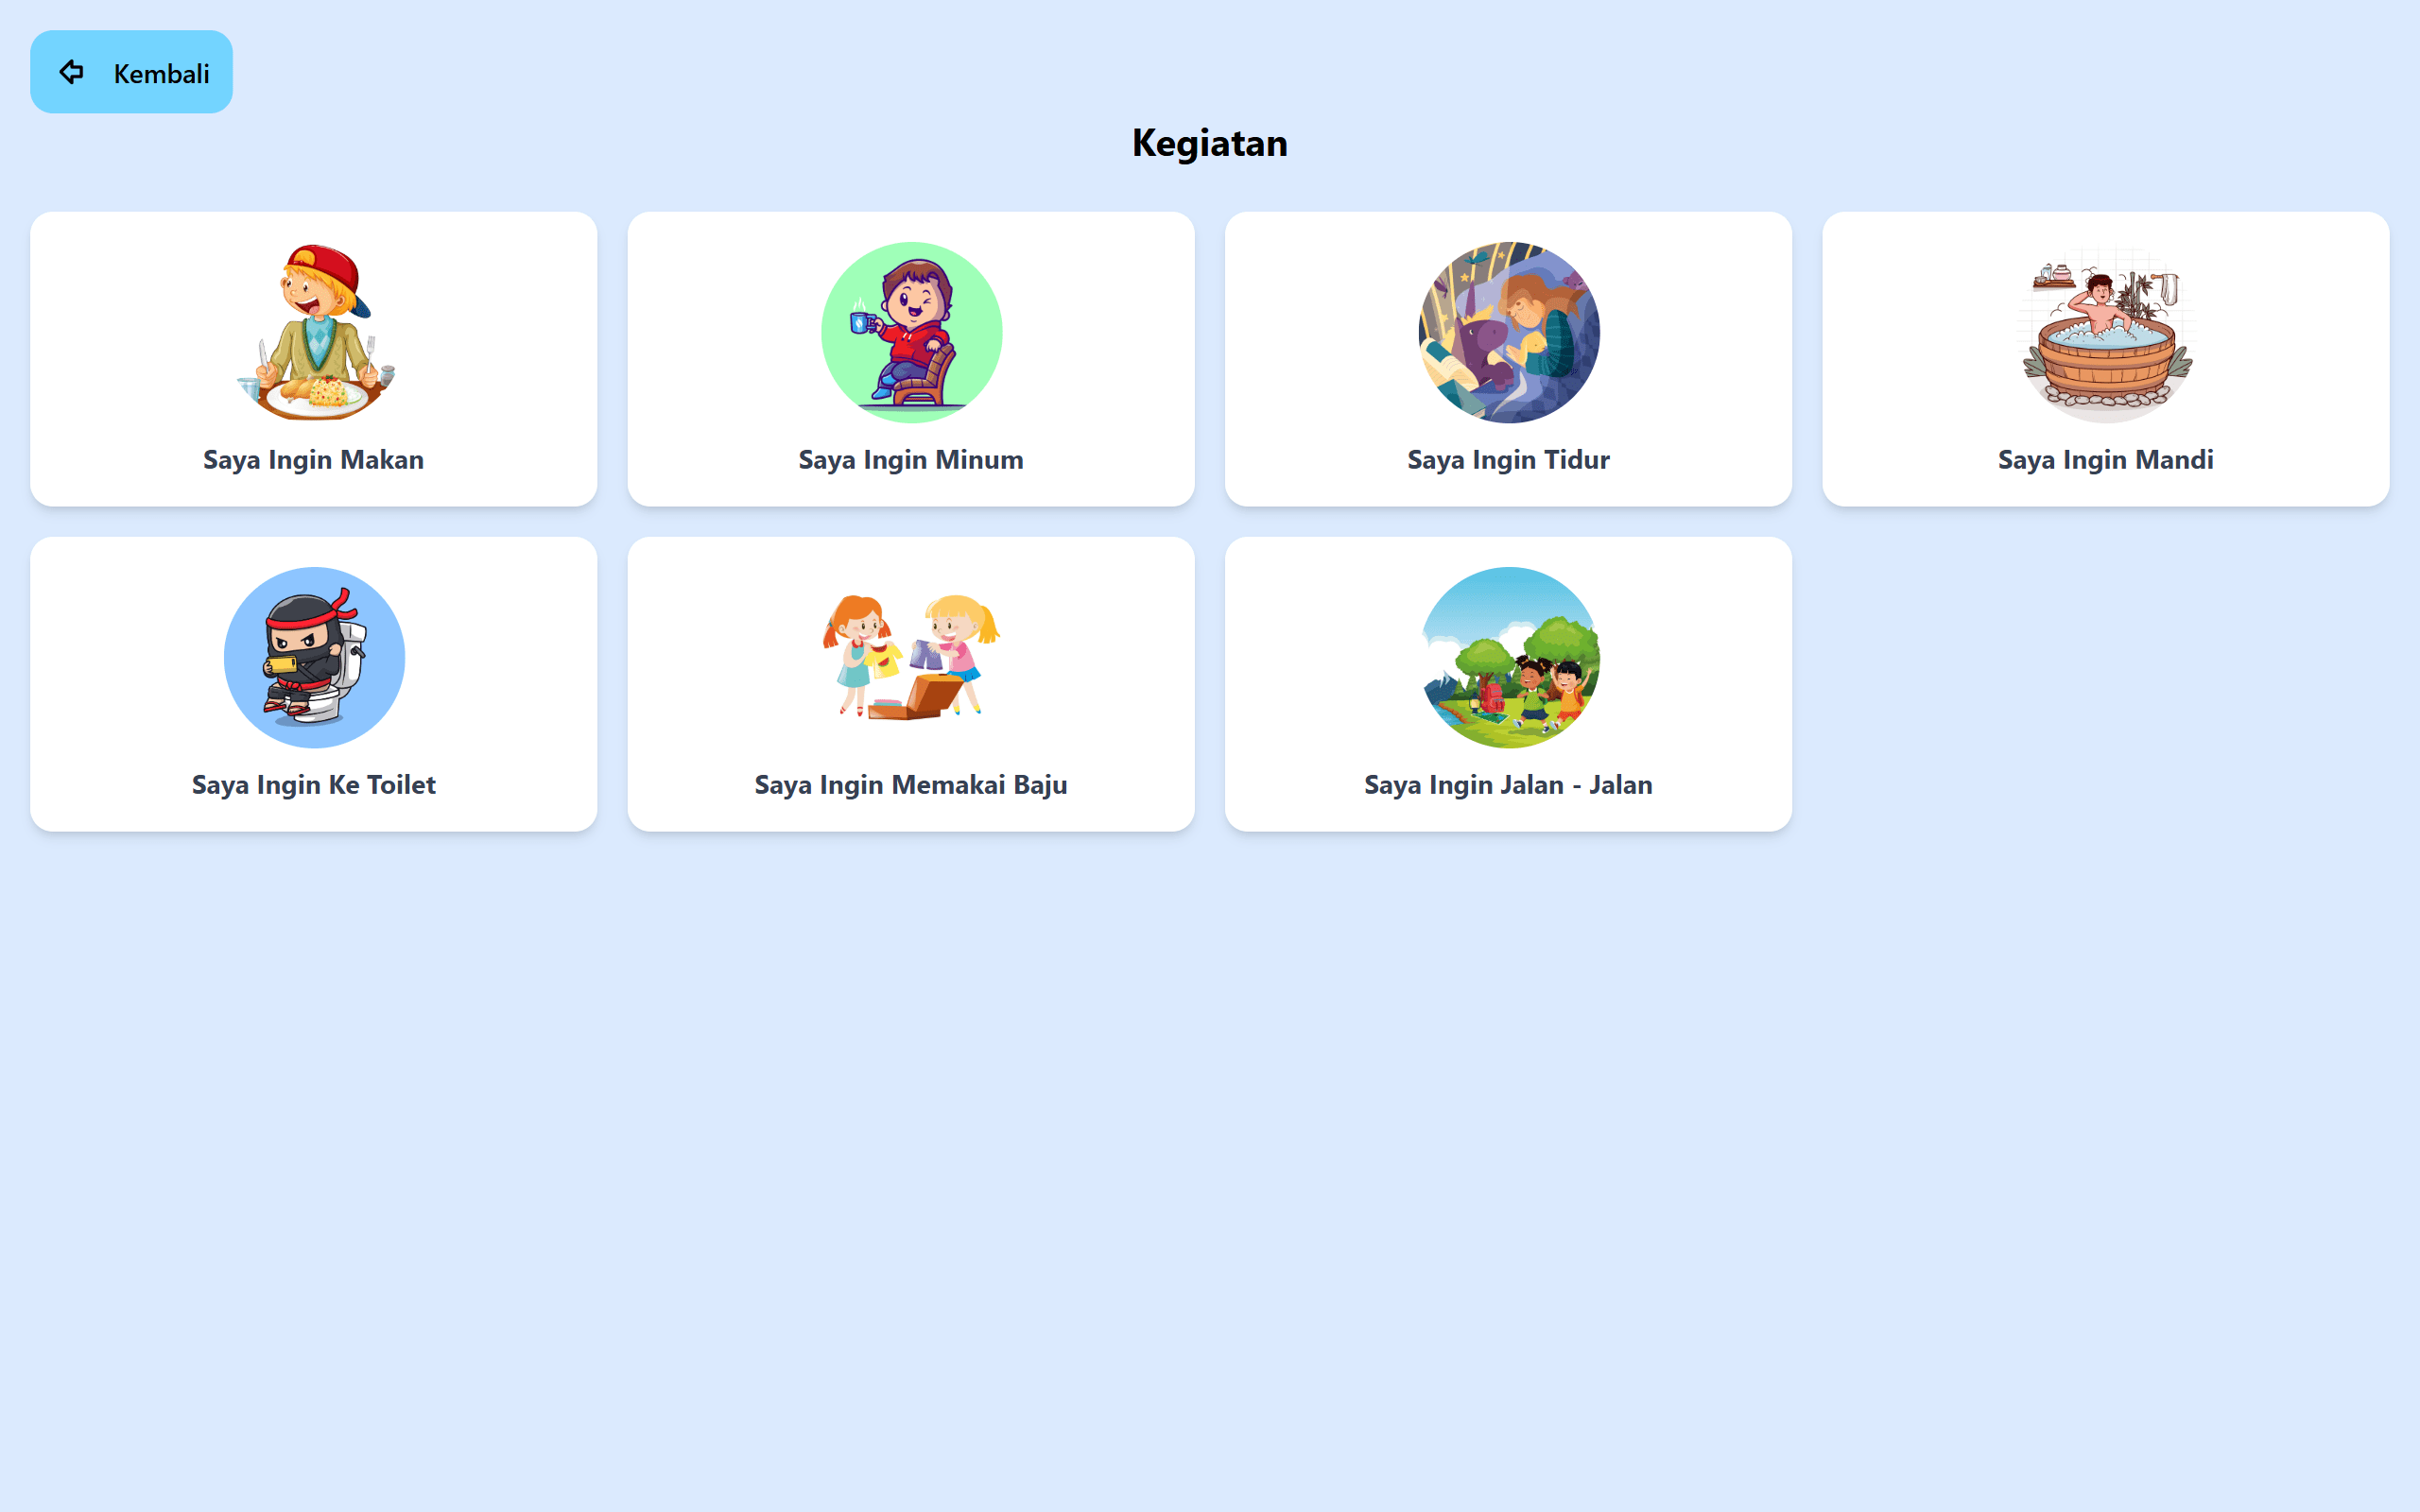 Kembali
Kegiatan
Saya Ingin Makan
Saya Ingin Minum
Saya Ingin Tidur
Saya Ingin Mandi
Saya Ingin Ke Toilet
Saya Ingin Memakai Baju
Saya Ingin Jalan - Jalan